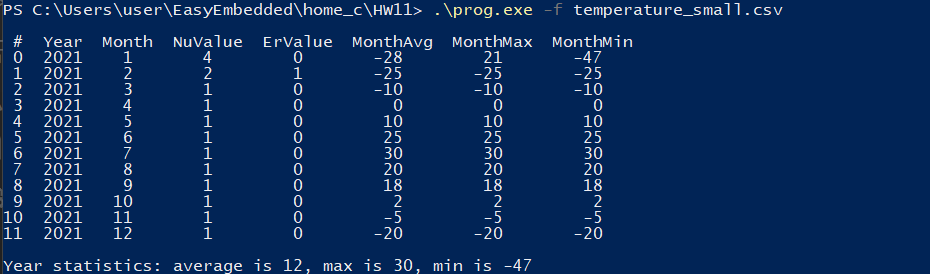 PS C:\Users\user\EasyEmbedded\home_c\HW11> .\prog.exe -f temperature_small.csv
#  Year  Month  NuValue  ErValue  MonthAvg  MonthMax  MonthMin
0  2021  1  4  0  -28  21  -47
1  2021  2  2  1  -25  -25  -25
2  2021  3  1  0  -10  -10  -10
3  2021  4  1  0  0  0  0
4  2021  5  1  0  10  10  10
5  2021  6  1  0  25  25  25
6  2021  7  1  0  30  30  30
7  2021  8  1  0  20  20  20
8  2021  9  1  0  18  18  18
9  2021  10  1  0  2  2  2
10  2021  11  1  0  -5  -5  -5
11  2021  12  1  0  -20  -20  -20
Year statistics: average is 12, max is 30, min is -47